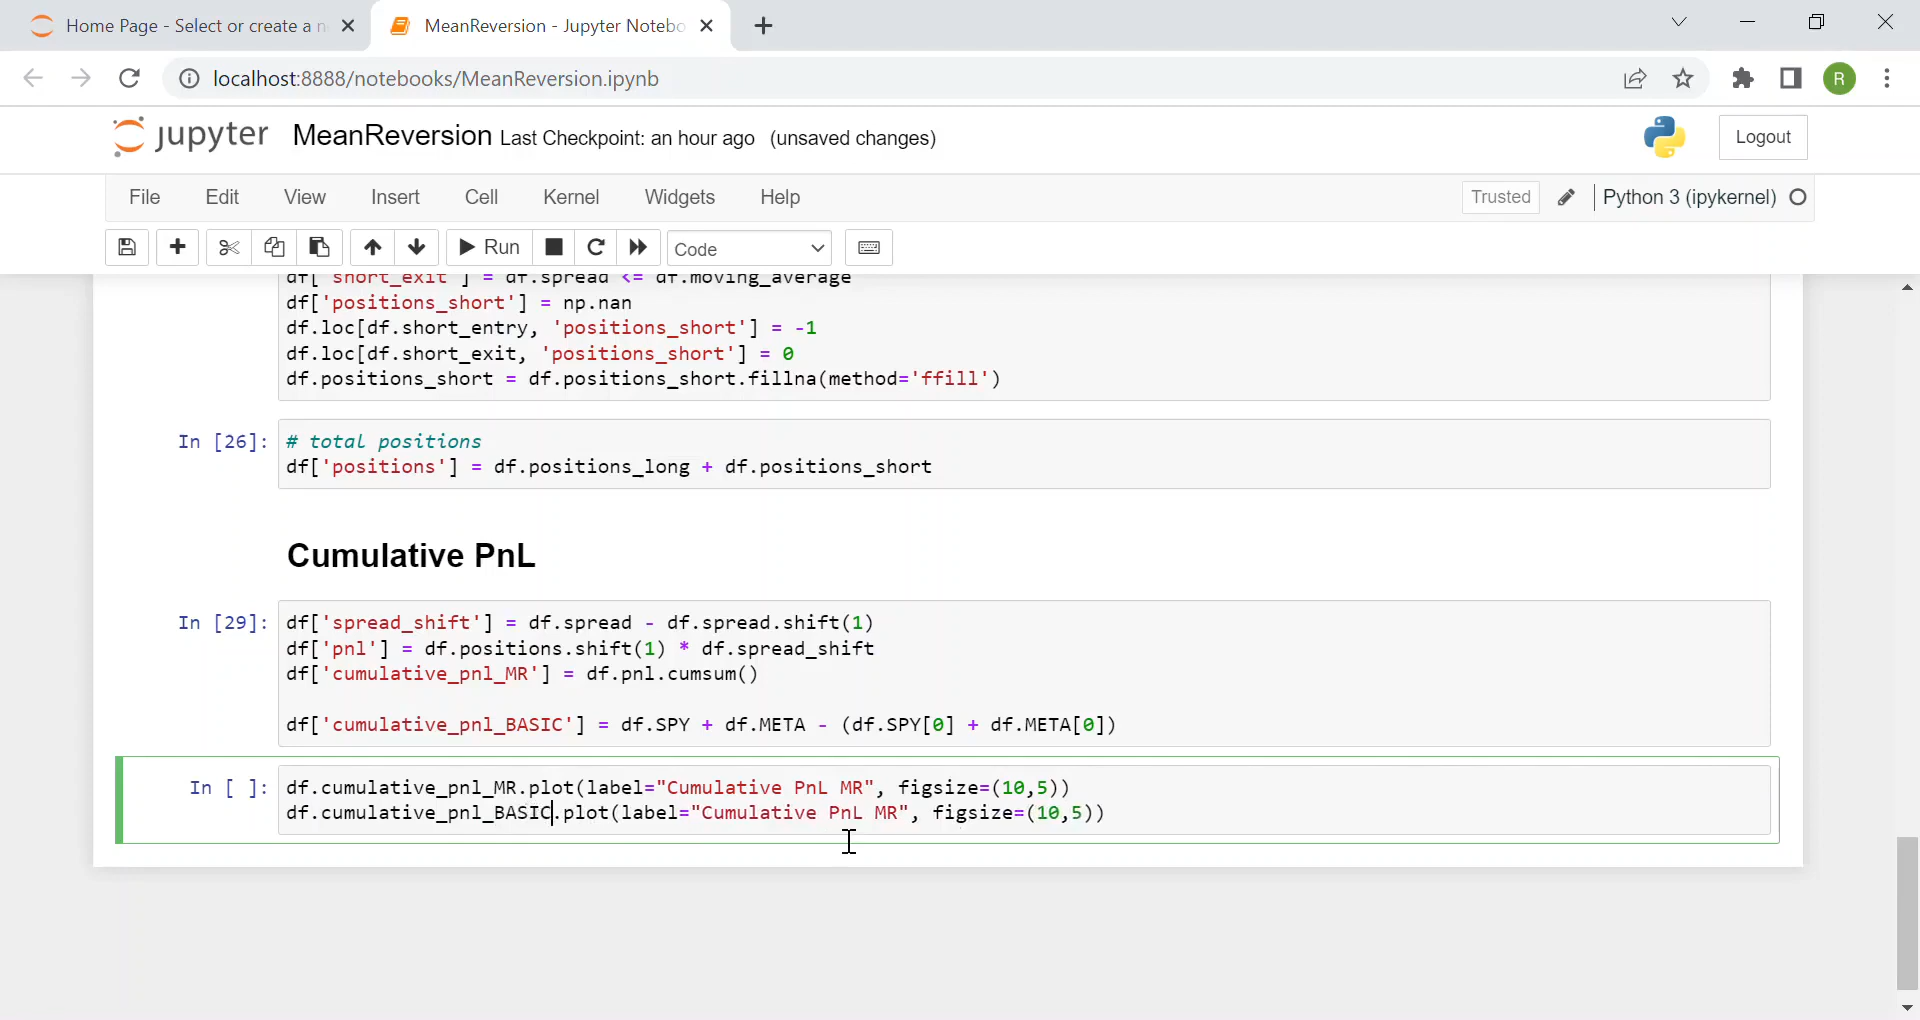 Home Page - Select or create a n
MeanReversion - Jupyter Notebo
localhost:8888/notebooks/MeanReversion.ipynb
R
jupyter MeanReversion Last Checkpoint: an hour ago (unsaved changes)
Logout
File Edit View Insert Cell Kernel Widgets Help
Trusted Python 3 (ipykernel)
Run Code
df['short_exit'] = df.spread <= df.moving_average
df['positions_short'] = np.nan
df.loc[df.short_entry, 'positions_short'] = -1
df.loc[df.short_exit, 'positions_short'] = 0
df.positions_short = df.positions_short.fillna(method='ffill')
In [26]: # total positions
df['positions'] = df.positions_long + df.positions_short
Cumulative PnL
In [29]: df['spread_shift'] = df.spread - df.spread.shift(1)
df['pnl'] = df.positions.shift(1) * df.spread_shift
df['cumulative_pnl_MR'] = df.pnl.cumsum()
df['cumulative_pnl_BASIC'] = df.SPY + df.META - (df.SPY[0] + df.META[0])
In [ ]: df.cumulative_pnl_MR.plot(label="Cumulative PnL MR", figsize=(10,5))
df.cumulative_pnl_BASIC.plot(label="Cumulative PnL MR", figsize=(10,5))